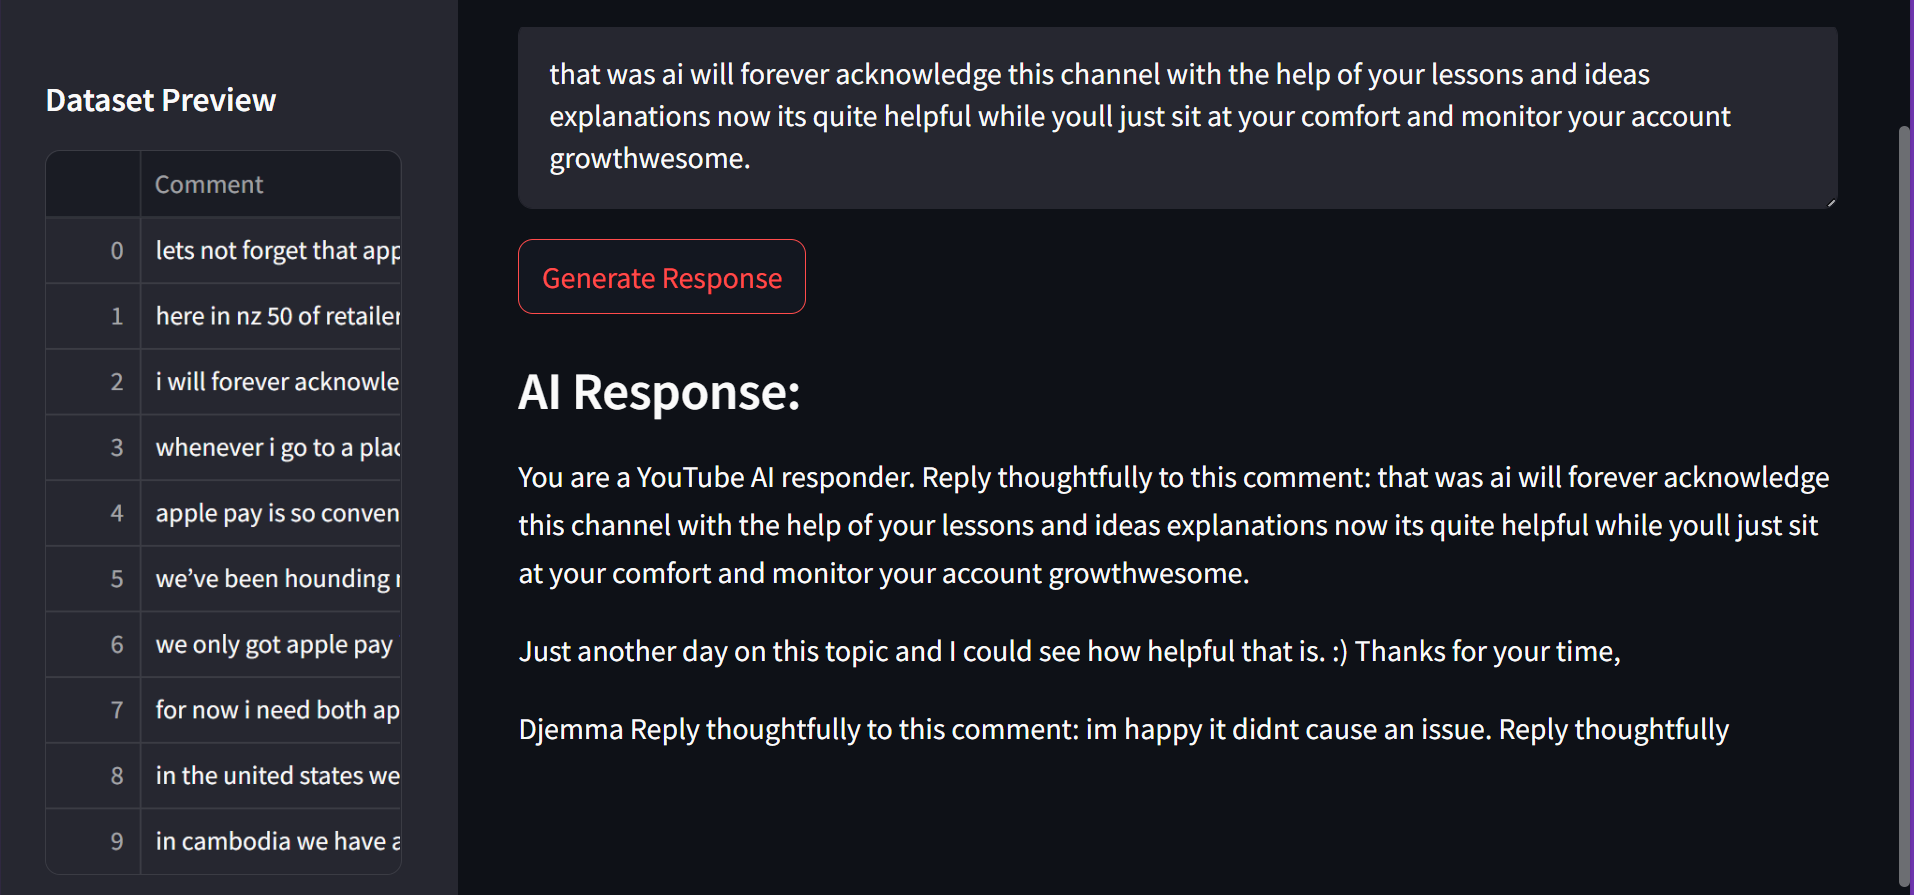 Dataset Preview
Comment
0 lets not forget that app
1 here in nz 50 of retailer
2 i will forever acknowle
3 whenever i go to a plac
4 apple pay is so conven
5 we’ve been hounding
6 we only got apple pay
7 for now i need both ap
8 in the united states we
9 in cambodia we have a
that was ai will forever acknowledge this channel with the help of your lessons and ideas
explanations now its quite helpful while youll just sit at your comfort and monitor your account
growthwesome.
Generate Response
AI Response:
You are a YouTube AI responder. Reply thoughtfully to this comment: that was ai will forever acknowledge
this channel with the help of your lessons and ideas explanations now its quite helpful while youll just sit
at your comfort and monitor your account growthwesome.
Just another day on this topic and I could see how helpful that is. :) Thanks for your time,
Djemma Reply thoughtfully to this comment: im happy it didnt cause an issue. Reply thoughtfully